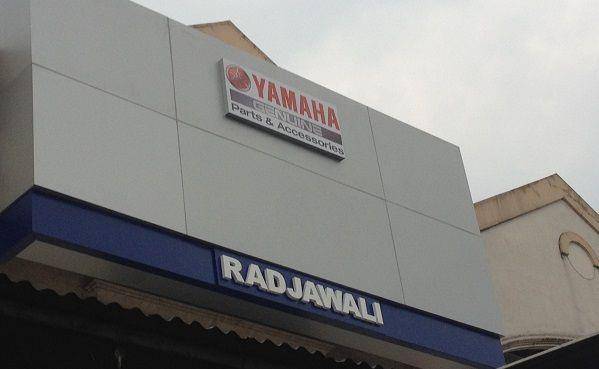 YAMAHA
GENUINE
Parts & Accessories
RADJAWALI